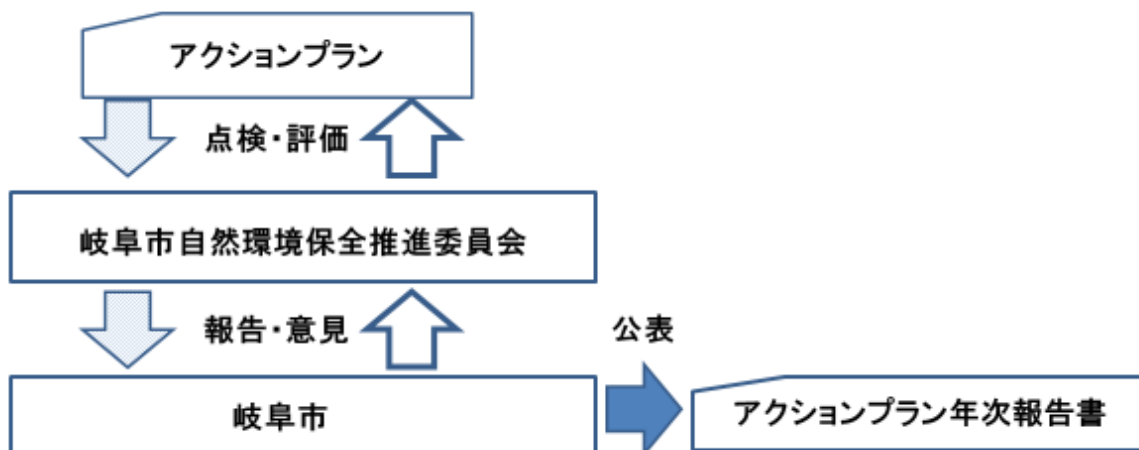 アクションプラン
点検・評価
岐阜市自然環境保全推進委員会
報告・意見
公表
岐阜市
アクションプラン年次報告書